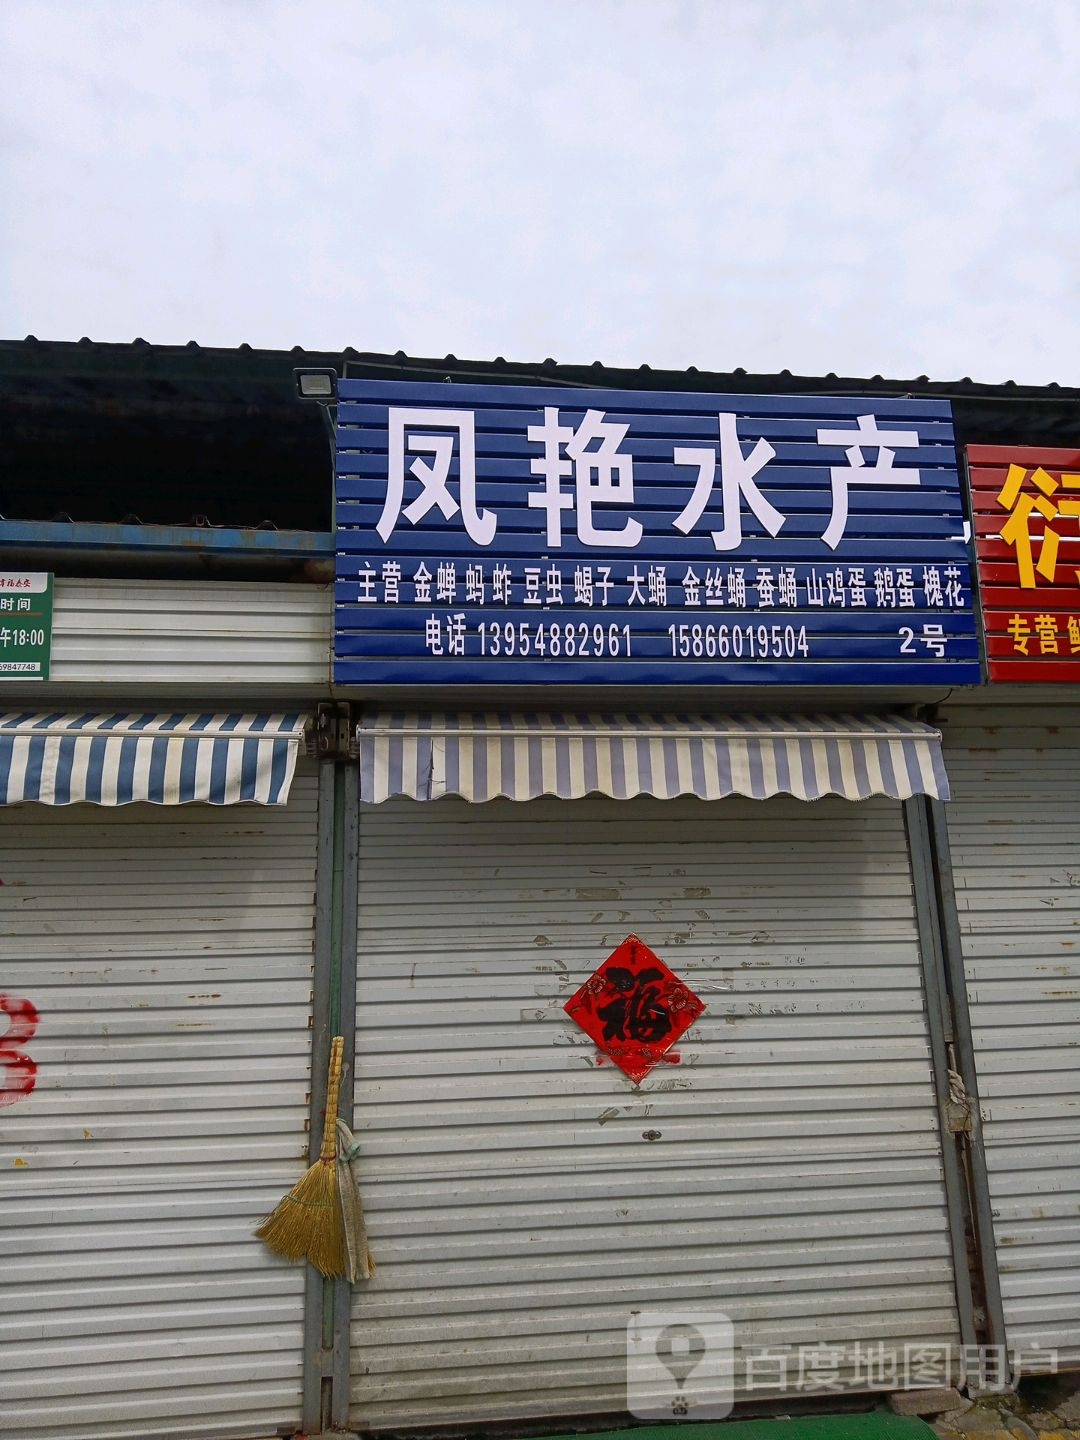 凤艳水产
主营 金蝉 蚂蚱 豆虫 蝎子 大蛹 金丝蛹 蚕蛹 山鸡蛋 鹅蛋 槐花
电话 13954882961 15866019504 2号
时间
午18:00
69847748
衍
专营
福
百度地图用户